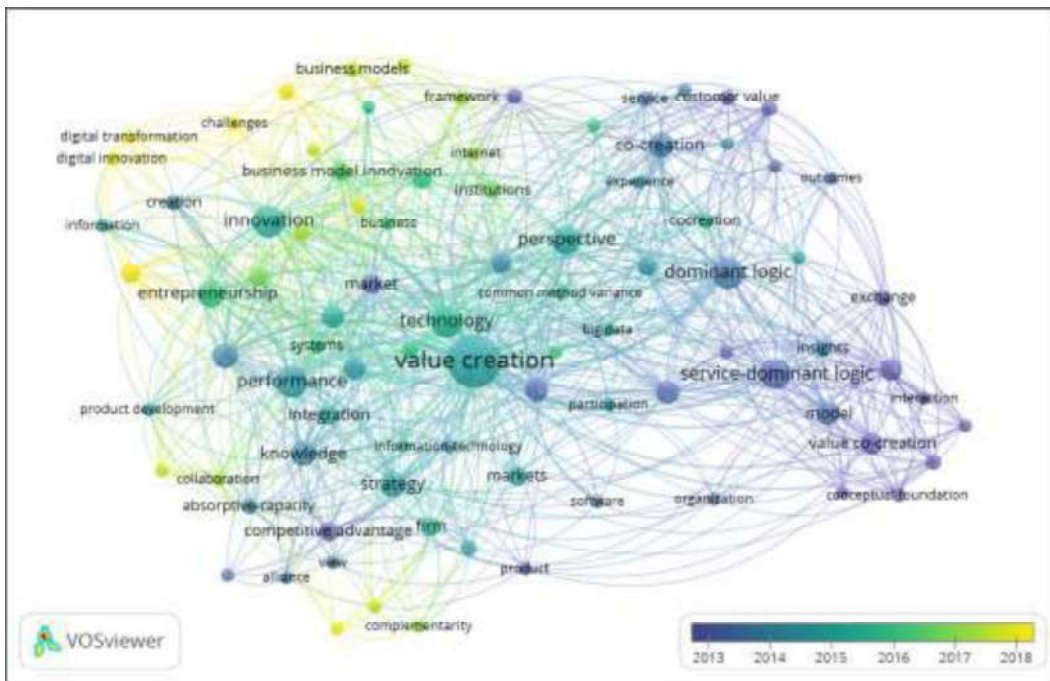 business models
framework
service
customer value
challenges
digital transformation
digital innovation
internet
co-creation
business model innovation
institutions
experience
outcomes
creation
information
innovation
business
cocreation
perspective
market
dominant logic
entrepreneurship
common method variance
exchange
technology
big data
systems
value creation
insights
performance
service-dominant logic
product development
integration
participation
interaction
model
information-technology
value co-creation
knowledge
collaboration
strategy
markets
absorptive-capacity
software
organization
conceptual-foundation
competitive advantage
firm
view
alliance
product
complementarity
VOSviewer
2013 2014 2015 2016 2017 2018